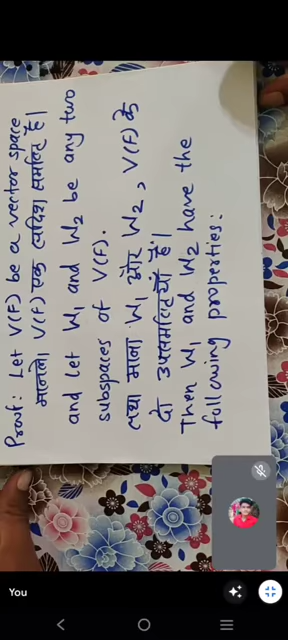 Proof: Let V(F) be a vector space
मानलो V(F) एक सदिश समष्टि है।
and let W₁ and W₂ be any two
subspaces of V(F).
तथा माना W₁ और W₂, V(F) के
दो उपसमष्टियाँ हैं।
Then W₁ and W₂ have the
following properties:
You